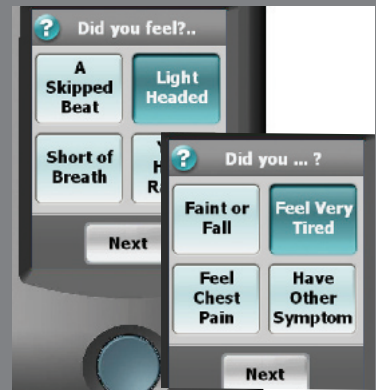 ? Did you feel?..
A
Skipped
Beat
Light
Headed
Short of
Breath
Next
? Did you ... ?
Faint or
Fall
Feel Very
Tired
Feel
Chest
Pain
Have
Other
Symptom
Next